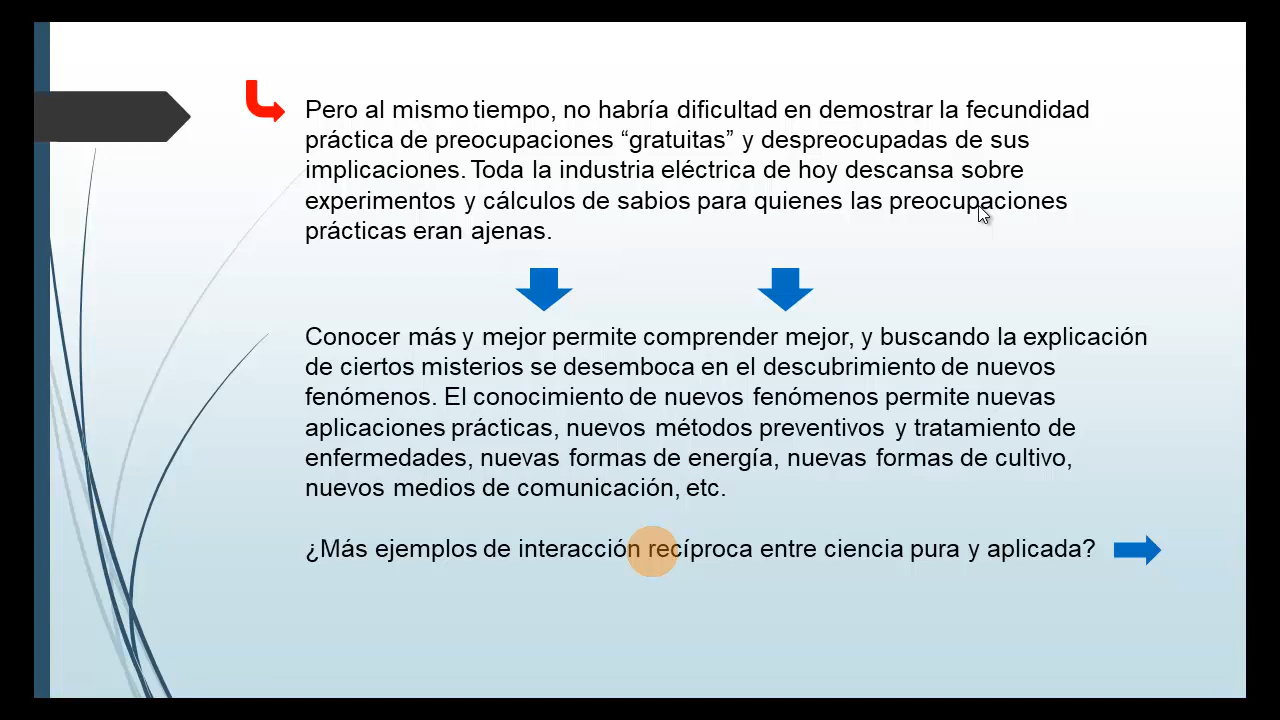 Pero al mismo tiempo, no habría dificultad en demostrar la fecundidad
práctica de preocupaciones “gratuitas” y despreocupadas de sus
implicaciones. Toda la industria eléctrica de hoy descansa sobre
experimentos y cálculos de sabios para quienes las preocupaciones
prácticas eran ajenas.
Conocer más y mejor permite comprender mejor, y buscando la explicación
de ciertos misterios se desemboca en el descubrimiento de nuevos
fenómenos. El conocimiento de nuevos fenómenos permite nuevas
aplicaciones prácticas, nuevos métodos preventivos y tratamiento de
enfermedades, nuevas formas de energía, nuevas formas de cultivo,
nuevos medios de comunicación, etc.
¿Más ejemplos de interacción recíproca entre ciencia pura y aplicada?